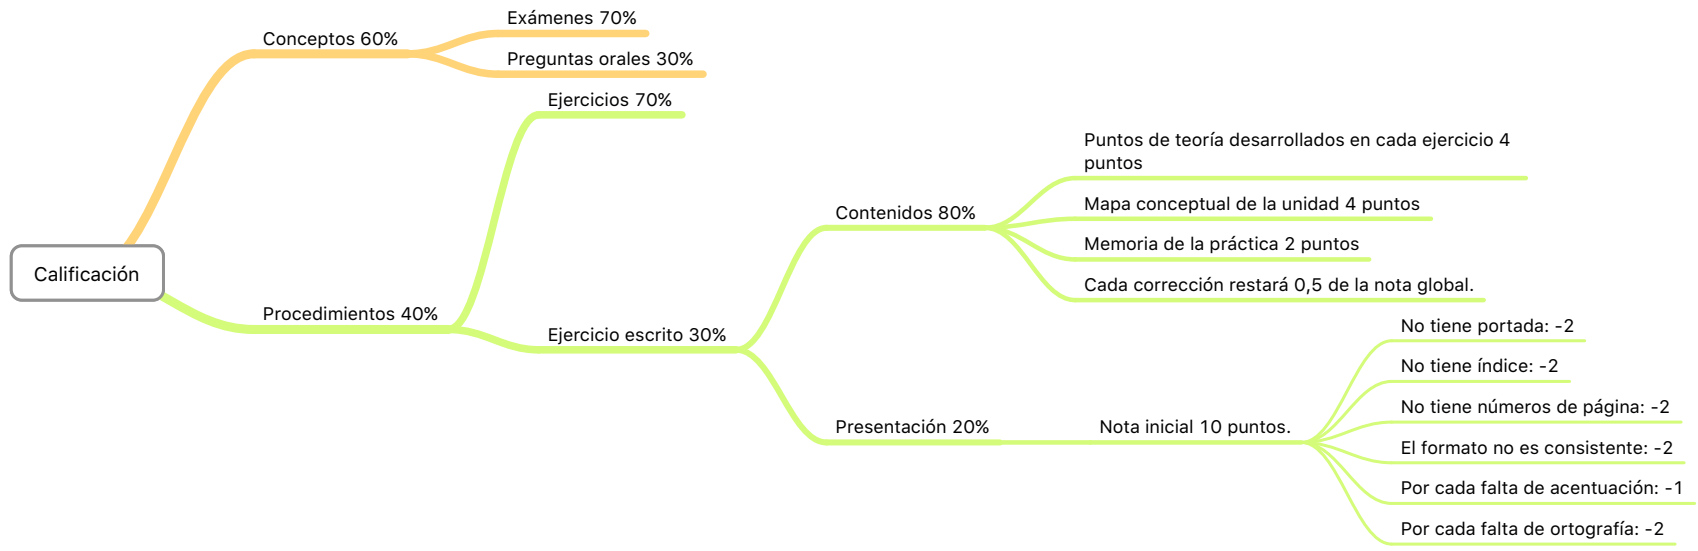 Calificación
Conceptos 60%
Exámenes 70%
Preguntas orales 30%
Procedimientos 40%
Ejercicios 70%
Ejercicio escrito 30%
Contenidos 80%
Puntos de teoría desarrollados en cada ejercicio 4
puntos
Mapa conceptual de la unidad 4 puntos
Memoria de la práctica 2 puntos
Cada corrección restará 0,5 de la nota global.
Presentación 20%
Nota inicial 10 puntos.
No tiene portada: -2
No tiene índice: -2
No tiene números de página: -2
El formato no es consistente: -2
Por cada falta de acentuación: -1
Por cada falta de ortografía: -2